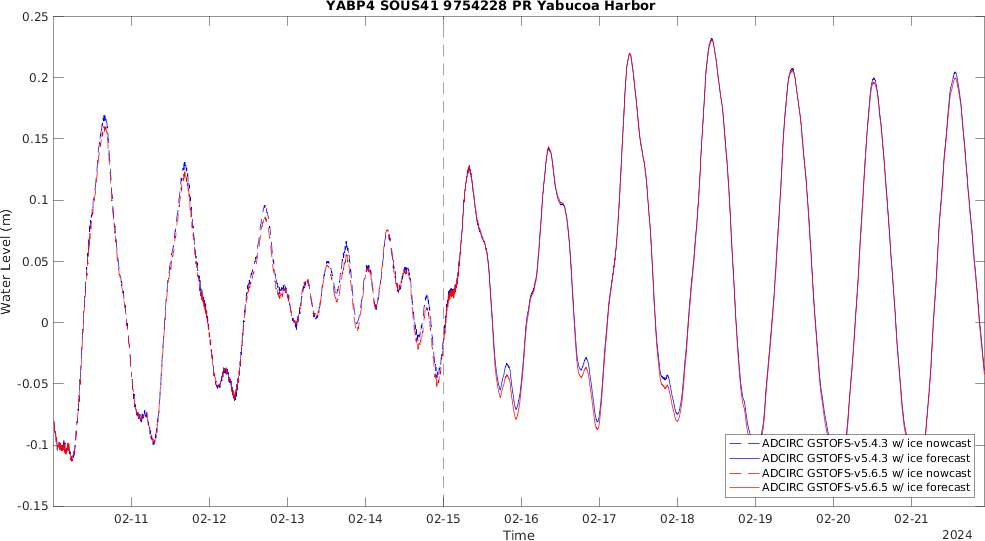 YABP4 SOUS41 9754228 PR Yabucoa Harbor
0.25
0.2
0.15
0.1
0.05
0
-0.05
-0.1
-0.15
Water Level (m)
02-11 02-12 02-13 02-14 02-15 02-16 02-17 02-18 02-19 02-20 02-21
Time
2024
ADCIRC GSTOFS-v5.4.3 w/ ice nowcast
ADCIRC GSTOFS-v5.4.3 w/ ice forecast
ADCIRC GSTOFS-v5.6.5 w/ ice nowcast
ADCIRC GSTOFS-v5.6.5 w/ ice forecast